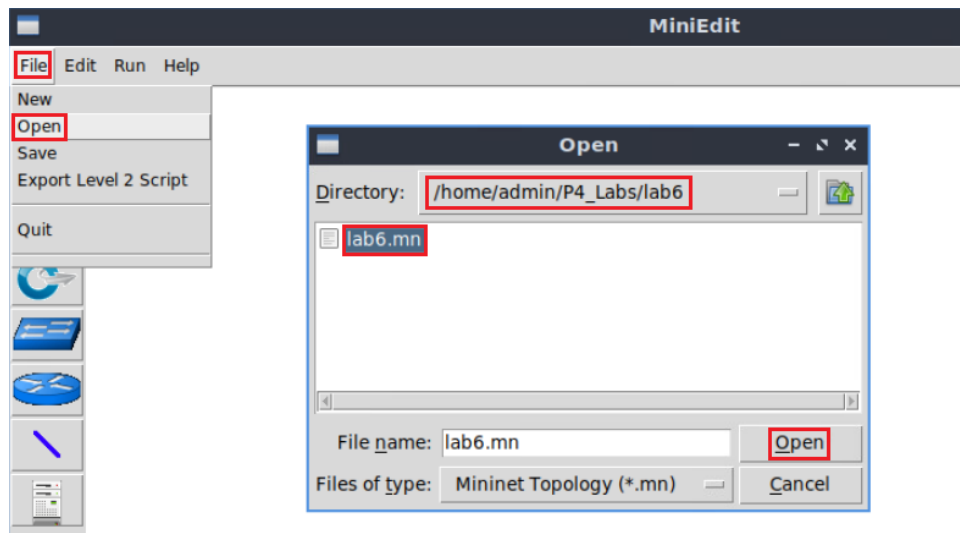 MiniEdit
File Edit Run Help
New
Open
Save
Export Level 2 Script
Quit
Open
Directory: /home/admin/P4_Labs/lab6
lab6.mn
File name: lab6.mn Open
Files of type: Mininet Topology (*.mn) Cancel